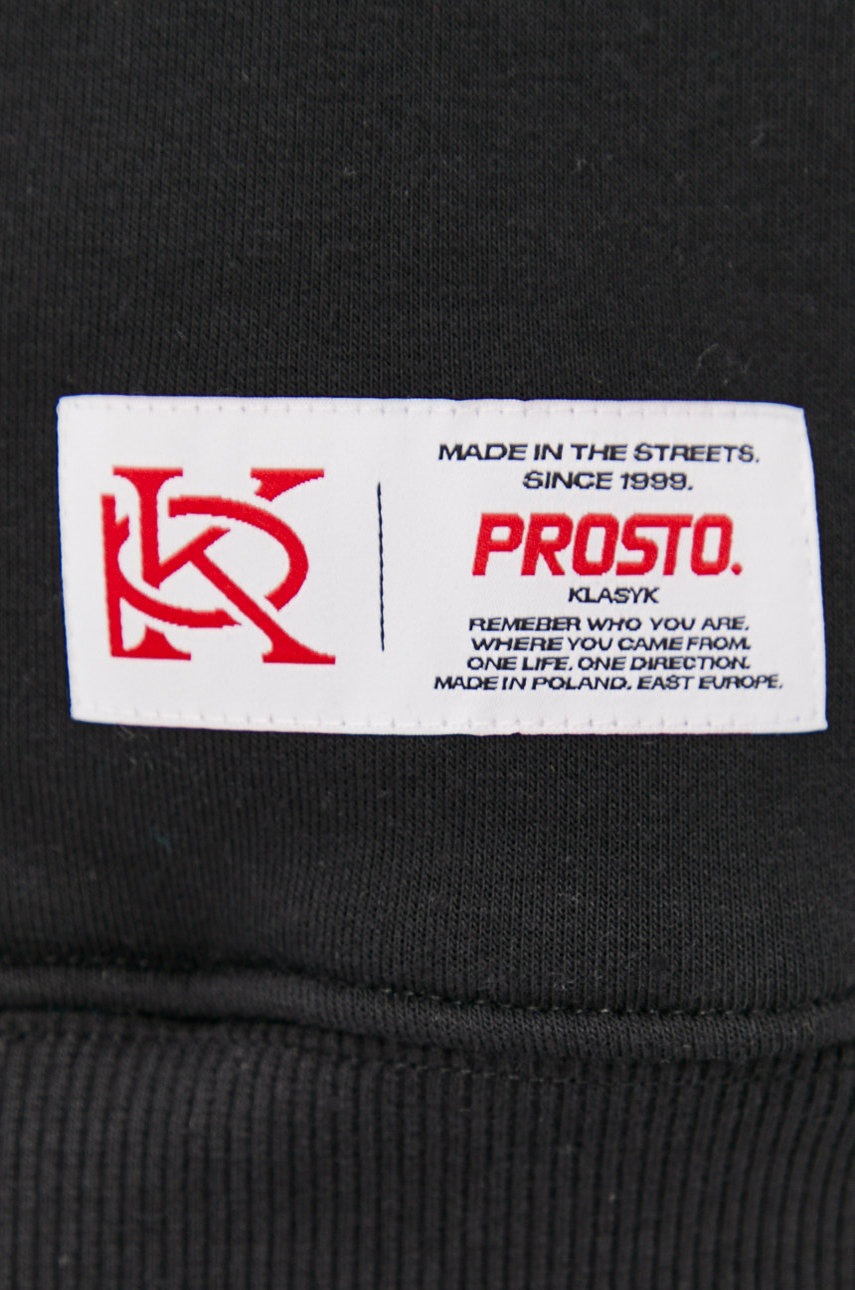 MADE IN THE STREETS.
SINCE 1999.
PROSTO.
KLASYK
REMEBER WHO YOU ARE.
WHERE YOU CAME FROM.
ONE LIFE. ONE DIRECTION.
MADE IN POLAND. EAST EUROPE.